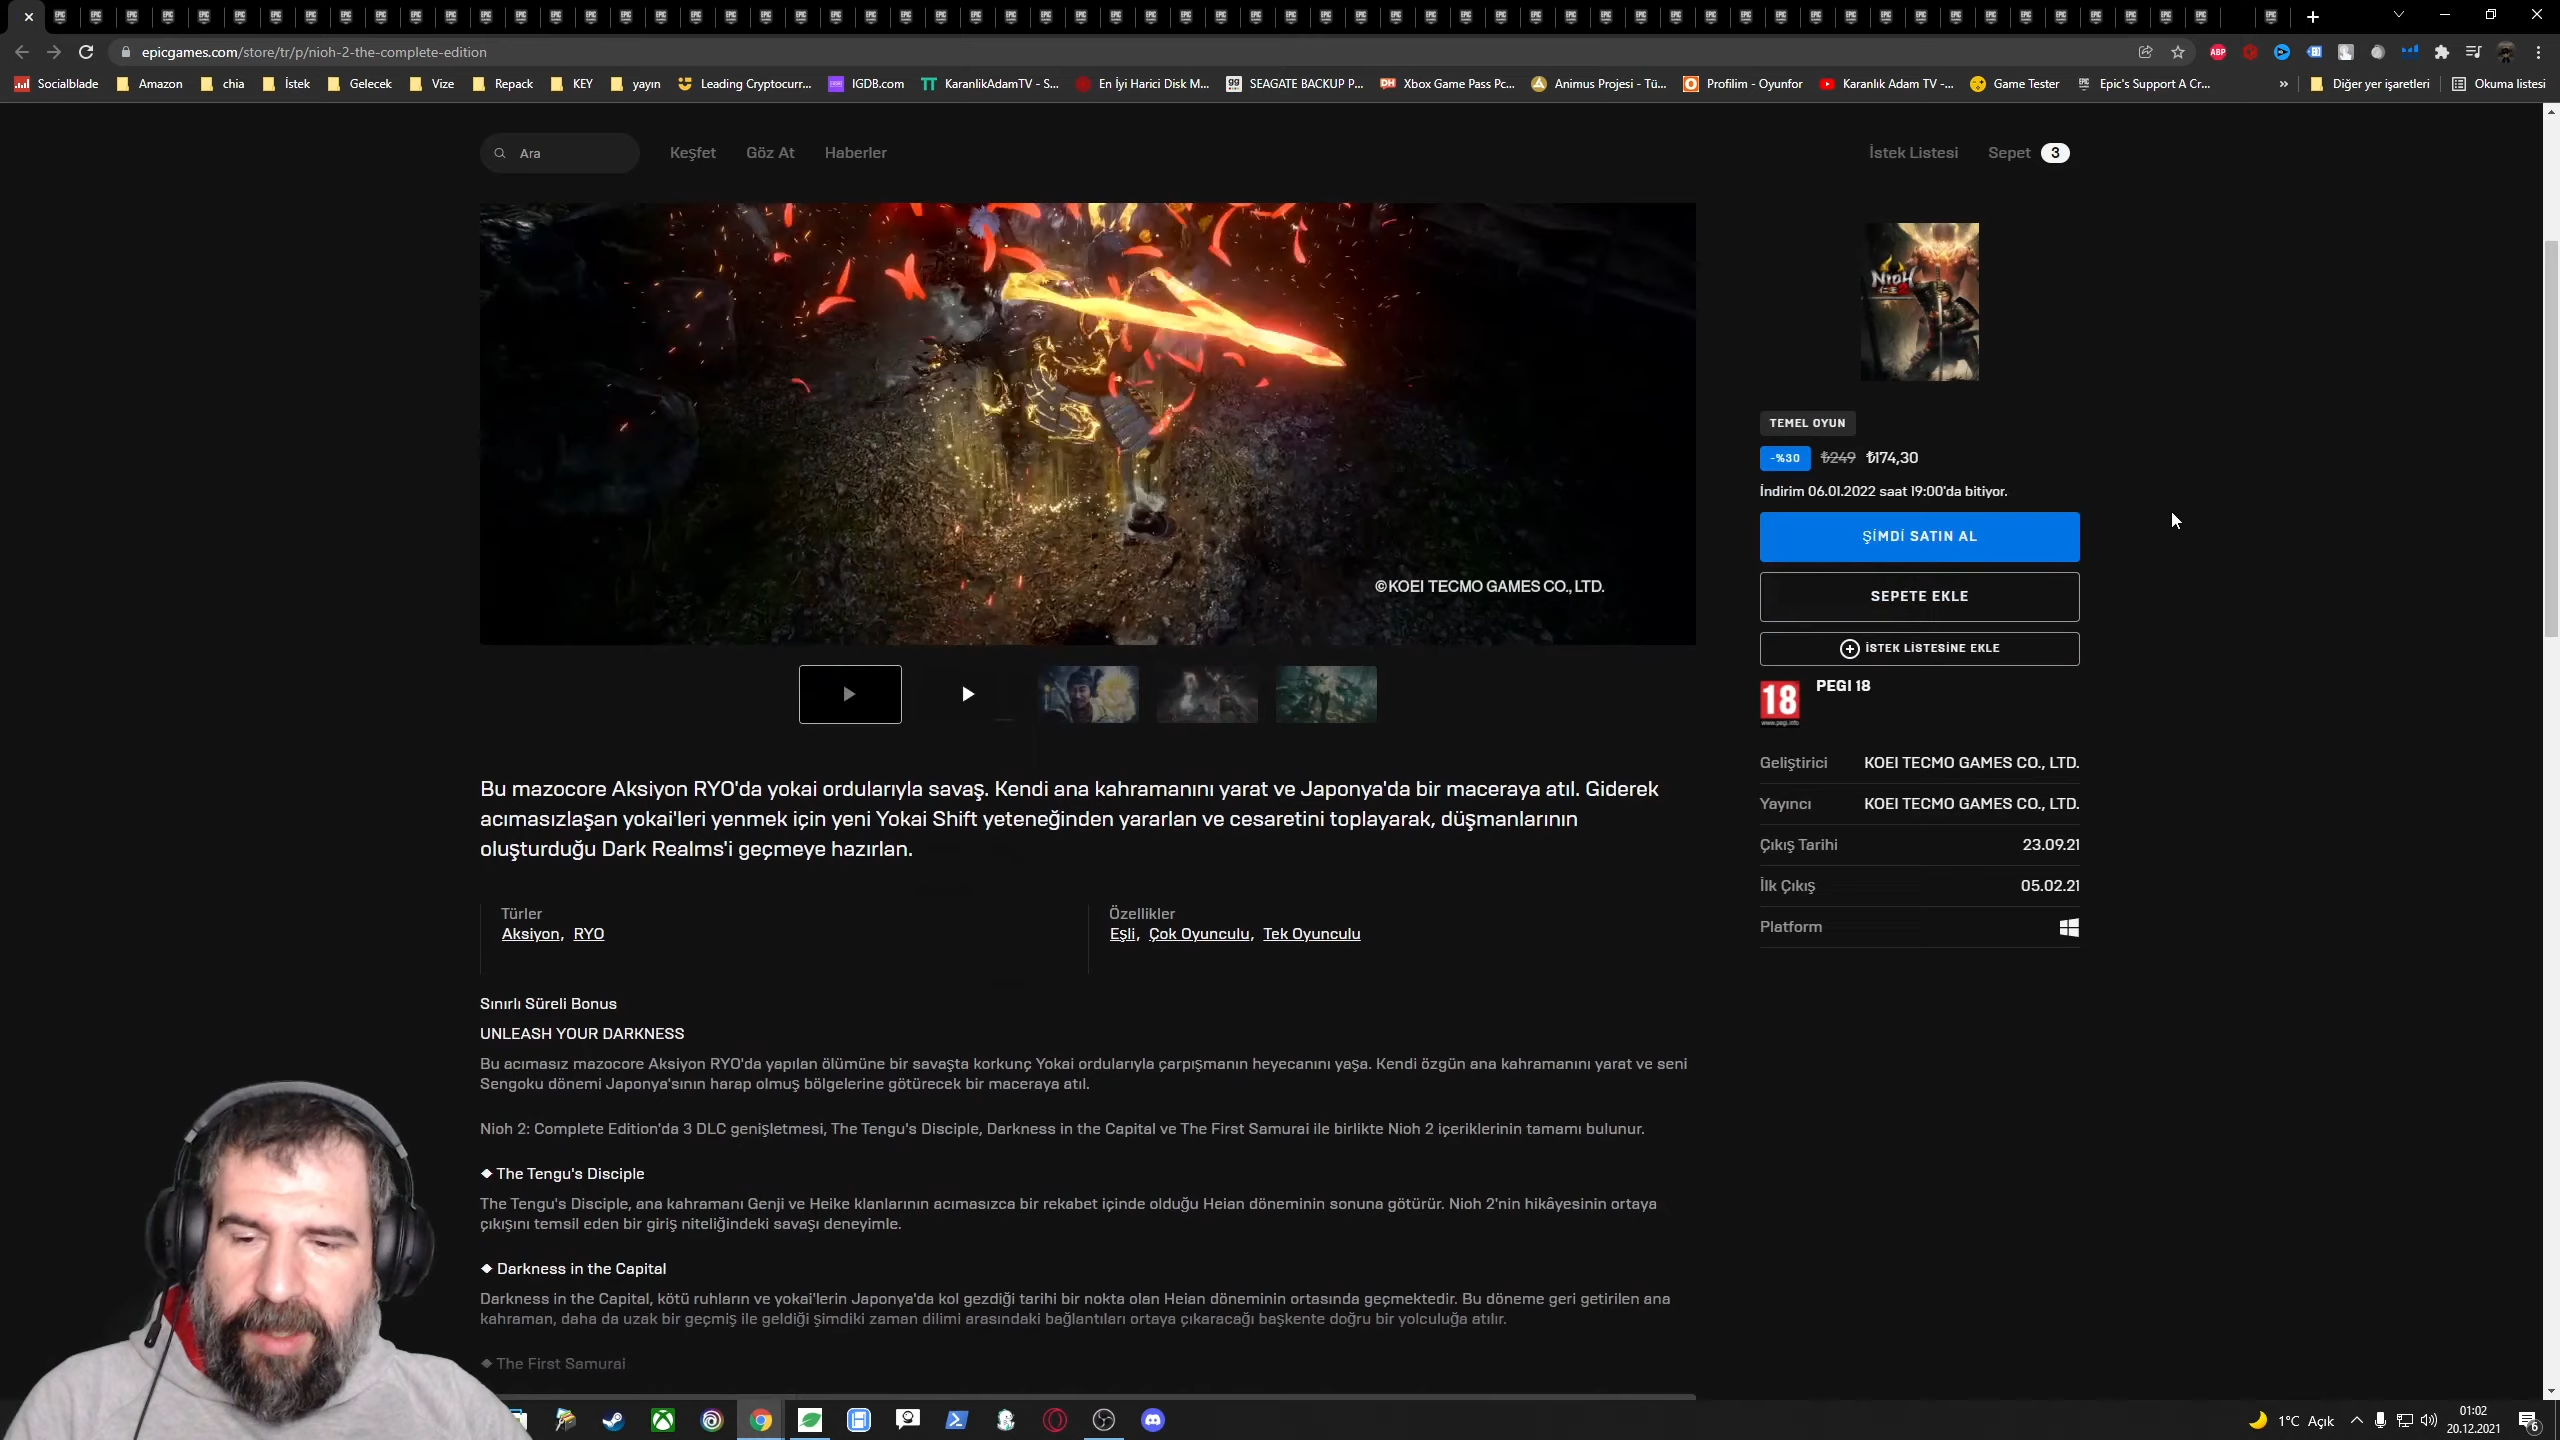 epicgames.com/store/tr/p/nioh-2-the-complete-edition
ABP
Socialblade
Amazon
chia
İstek
Gelecek
Vize
Repack
KEY
yayın
Leading Cryptocurr...
IGDB.com
KaranlikAdamTV - S...
En İyi Harici Disk M...
SEAGATE BACKUP P...
Xbox Game Pass Pc...
Animus Projesi - Tü...
Profilim - Oyunfor
Karanlık Adam TV -...
Game Tester
Epic's Support A Cr...
»
Diğer yer işaretleri
Okuma listesi
Ara
Keşfet
Göz At
Haberler
İstek Listesi
Sepet 3
©KOEI TECMO GAMES CO., LTD.
NIOH 2
TEMEL OYUN
-%30 ₺249 ₺174,30
İndirim 06.01.2022 saat 19:00'da bitiyor.
ŞİMDİ SATIN AL
SEPETE EKLE
İSTEK LİSTESİNE EKLE
18
www.pegi.info
PEGI 18
Geliştirici KOEI TECMO GAMES CO., LTD.
Yayıncı KOEI TECMO GAMES CO., LTD.
Çıkış Tarihi 23.09.21
İlk Çıkış 05.02.21
Platform
Bu mazocore Aksiyon RYO'da yokai ordularıyla savaş. Kendi ana kahramanını yarat ve Japonya'da bir maceraya atıl. Giderek
acımasızlaşan yokai'leri yenmek için yeni Yokai Shift yeteneğinden yararlan ve cesaretini toplayarak, düşmanlarının
oluşturduğu Dark Realms'i geçmeye hazırlan.
Türler
Aksiyon, RYO
Özellikler
Eşli, Çok Oyunculu, Tek Oyunculu
Sınırlı Süreli Bonus
UNLEASH YOUR DARKNESS
Bu acımasız mazocore Aksiyon RYO'da yapılan ölümüne bir savaşta korkunç Yokai ordularıyla çarpışmanın heyecanını yaşa. Kendi özgün ana kahramanını yarat ve seni
Sengoku dönemi Japonya'sının harap olmuş bölgelerine götürecek bir maceraya atıl.
Nioh 2: Complete Edition'da 3 DLC genişletmesi, The Tengu's Disciple, Darkness in the Capital ve The First Samurai ile birlikte Nioh 2 içeriklerinin tamamı bulunur.
◆ The Tengu's Disciple
The Tengu's Disciple, ana kahramanı Genji ve Heike klanlarının acımasızca bir rekabet içinde olduğu Heian döneminin sonuna götürür. Nioh 2'nin hikâyesinin ortaya
çıkışını temsil eden bir giriş niteliğindeki savaşı deneyimle.
◆ Darkness in the Capital
Darkness in the Capital, kötü ruhların ve yokai'lerin Japonya'da kol gezdiği tarihi bir nokta olan Heian döneminin ortasında geçmektedir. Bu döneme geri getirilen ana
kahraman, daha da uzak bir geçmiş ile geldiği şimdiki zaman dilimi arasındaki bağlantıları ortaya çıkaracağı başkente doğru bir yolculuğa atılır.
◆ The First Samurai
1°C Açık
01:02
20.12.2021
6